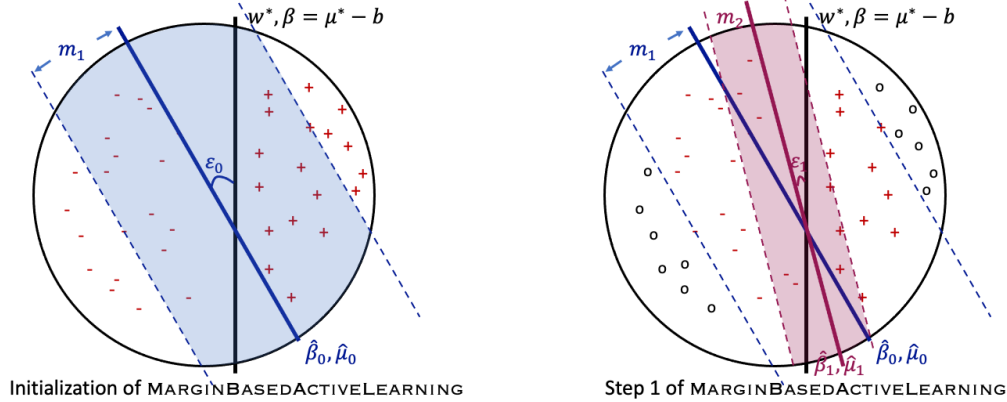 w*, β = μ* − b
m₁
ε₀
β̂₀, μ̂₀
Initialization of MARGINBASEDACTIVELEARNING
m₂
w*, β = μ* − b
m₁
ε₁
β̂₁, μ̂₁
β̂₀, μ̂₀
Step 1 of MARGINBASEDACTIVELEARNING